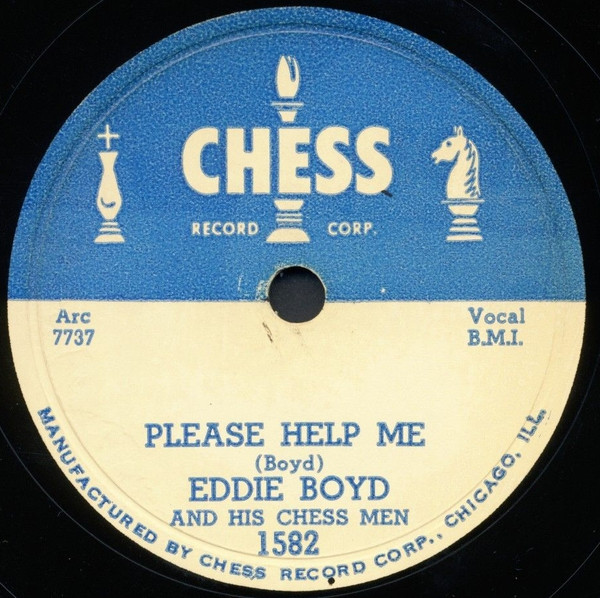 CHESS
RECORD CORP.
Arc
7737
Vocal
B.M.I.
PLEASE HELP ME
(Boyd)
EDDIE BOYD
AND HIS CHESS MEN
1582
MANUFACTURED BY CHESS RECORD CORP., CHICAGO, ILL.